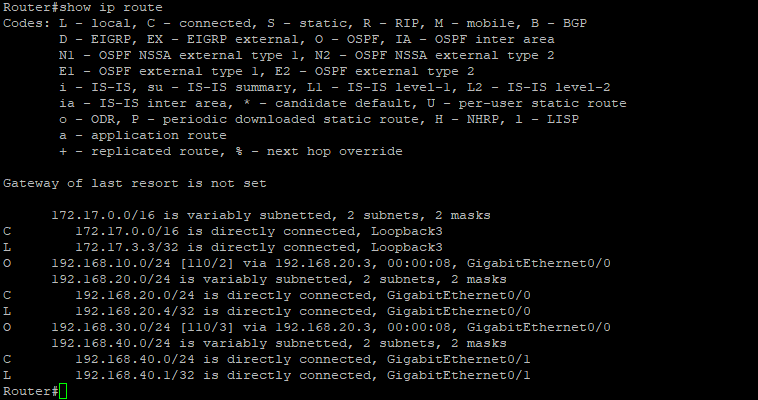 Router#show ip route
Codes: L - local, C - connected, S - static, R - RIP, M - mobile, B - BGP
       D - EIGRP, EX - EIGRP external, O - OSPF, IA - OSPF inter area
       N1 - OSPF NSSA external type 1, N2 - OSPF NSSA external type 2
       E1 - OSPF external type 1, E2 - OSPF external type 2
       i - IS-IS, su - IS-IS summary, L1 - IS-IS level-1, L2 - IS-IS level-2
       ia - IS-IS inter area, * - candidate default, U - per-user static route
       o - ODR, P - periodic downloaded static route, H - NHRP, l - LISP
       a - application route
       + - replicated route, % - next hop override

Gateway of last resort is not set

      172.17.0.0/16 is variably subnetted, 2 subnets, 2 masks
C        172.17.0.0/16 is directly connected, Loopback3
L        172.17.3.3/32 is directly connected, Loopback3
O     192.168.10.0/24 [110/2] via 192.168.20.3, 00:00:08, GigabitEthernet0/0
      192.168.20.0/24 is variably subnetted, 2 subnets, 2 masks
C        192.168.20.0/24 is directly connected, GigabitEthernet0/0
L        192.168.20.4/32 is directly connected, GigabitEthernet0/0
O     192.168.30.0/24 [110/3] via 192.168.20.3, 00:00:08, GigabitEthernet0/0
      192.168.40.0/24 is variably subnetted, 2 subnets, 2 masks
C        192.168.40.0/24 is directly connected, GigabitEthernet0/1
L        192.168.40.1/32 is directly connected, GigabitEthernet0/1
Router#